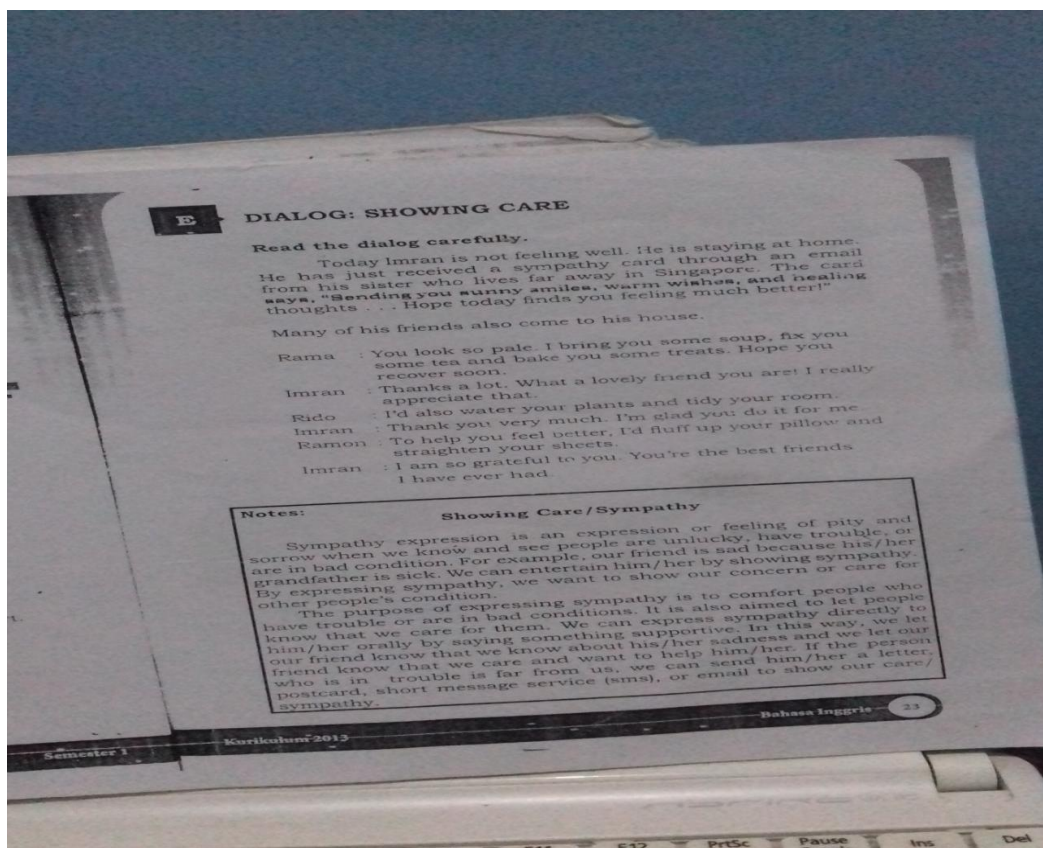 E DIALOG: SHOWING CARE
Read the dialog carefully.
Today Imran is not feeling well. He is staying at home.
He has just received a sympathy card through an email
from his sister who lives far away in Singapore. The card
says, "Sending you sunny smiles, warm wishes, and healing
thoughts . . . Hope today finds you feeling much better!"
Many of his friends also come to his house.
Rama : You look so pale. I bring you some soup, fix you
some tea and bake you some treats. Hope you
recover soon.
Imran : Thanks a lot. What a lovely friend you are! I really
appreciate that.
Rido : I'd also water your plants and tidy your room.
Imran : Thank you very much. I'm glad you do it for me.
Ramon : To help you feel better, I'd fluff up your pillow and
straighten your sheets.
Imran : I am so grateful to you. You're the best friends
I have ever had.
Notes: Showing Care/Sympathy
Sympathy expression is an expression or feeling of pity and
sorrow when we know and see people are unlucky, have trouble, or
are in bad condition. For example, our friend is sad because his/her
grandfather is sick. We can entertain him/her by showing sympathy.
By expressing sympathy, we want to show our concern or care for
other people's condition.
The purpose of expressing sympathy is to comfort people who
have trouble or are in bad conditions. It is also aimed to let people
know that we care for them. We can express sympathy directly to
him/her orally by saying something supportive. In this way, we let
our friend know that we know about his/her sadness and we let our
friend know that we care and want to help him/her. If the person
who is in trouble is far from us, we can send him/her a letter,
postcard, short message service (sms), or email to show our care/
sympathy.
Semester 1 Kurikulum 2013 Bahasa Inggris 23
F12 PrtSc Pause Ins Del